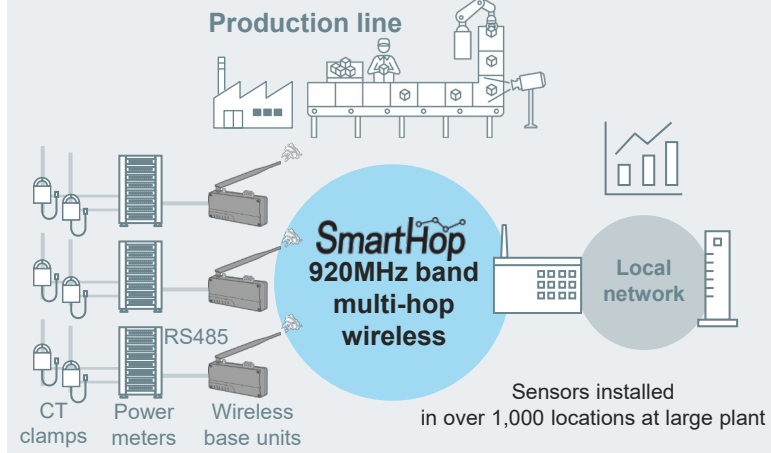 Production line
SmartHop
920MHz band
multi-hop
wireless
Local
network
RS485
CT
clamps
Power
meters
Wireless
base units
Sensors installed
in over 1,000 locations at large plant